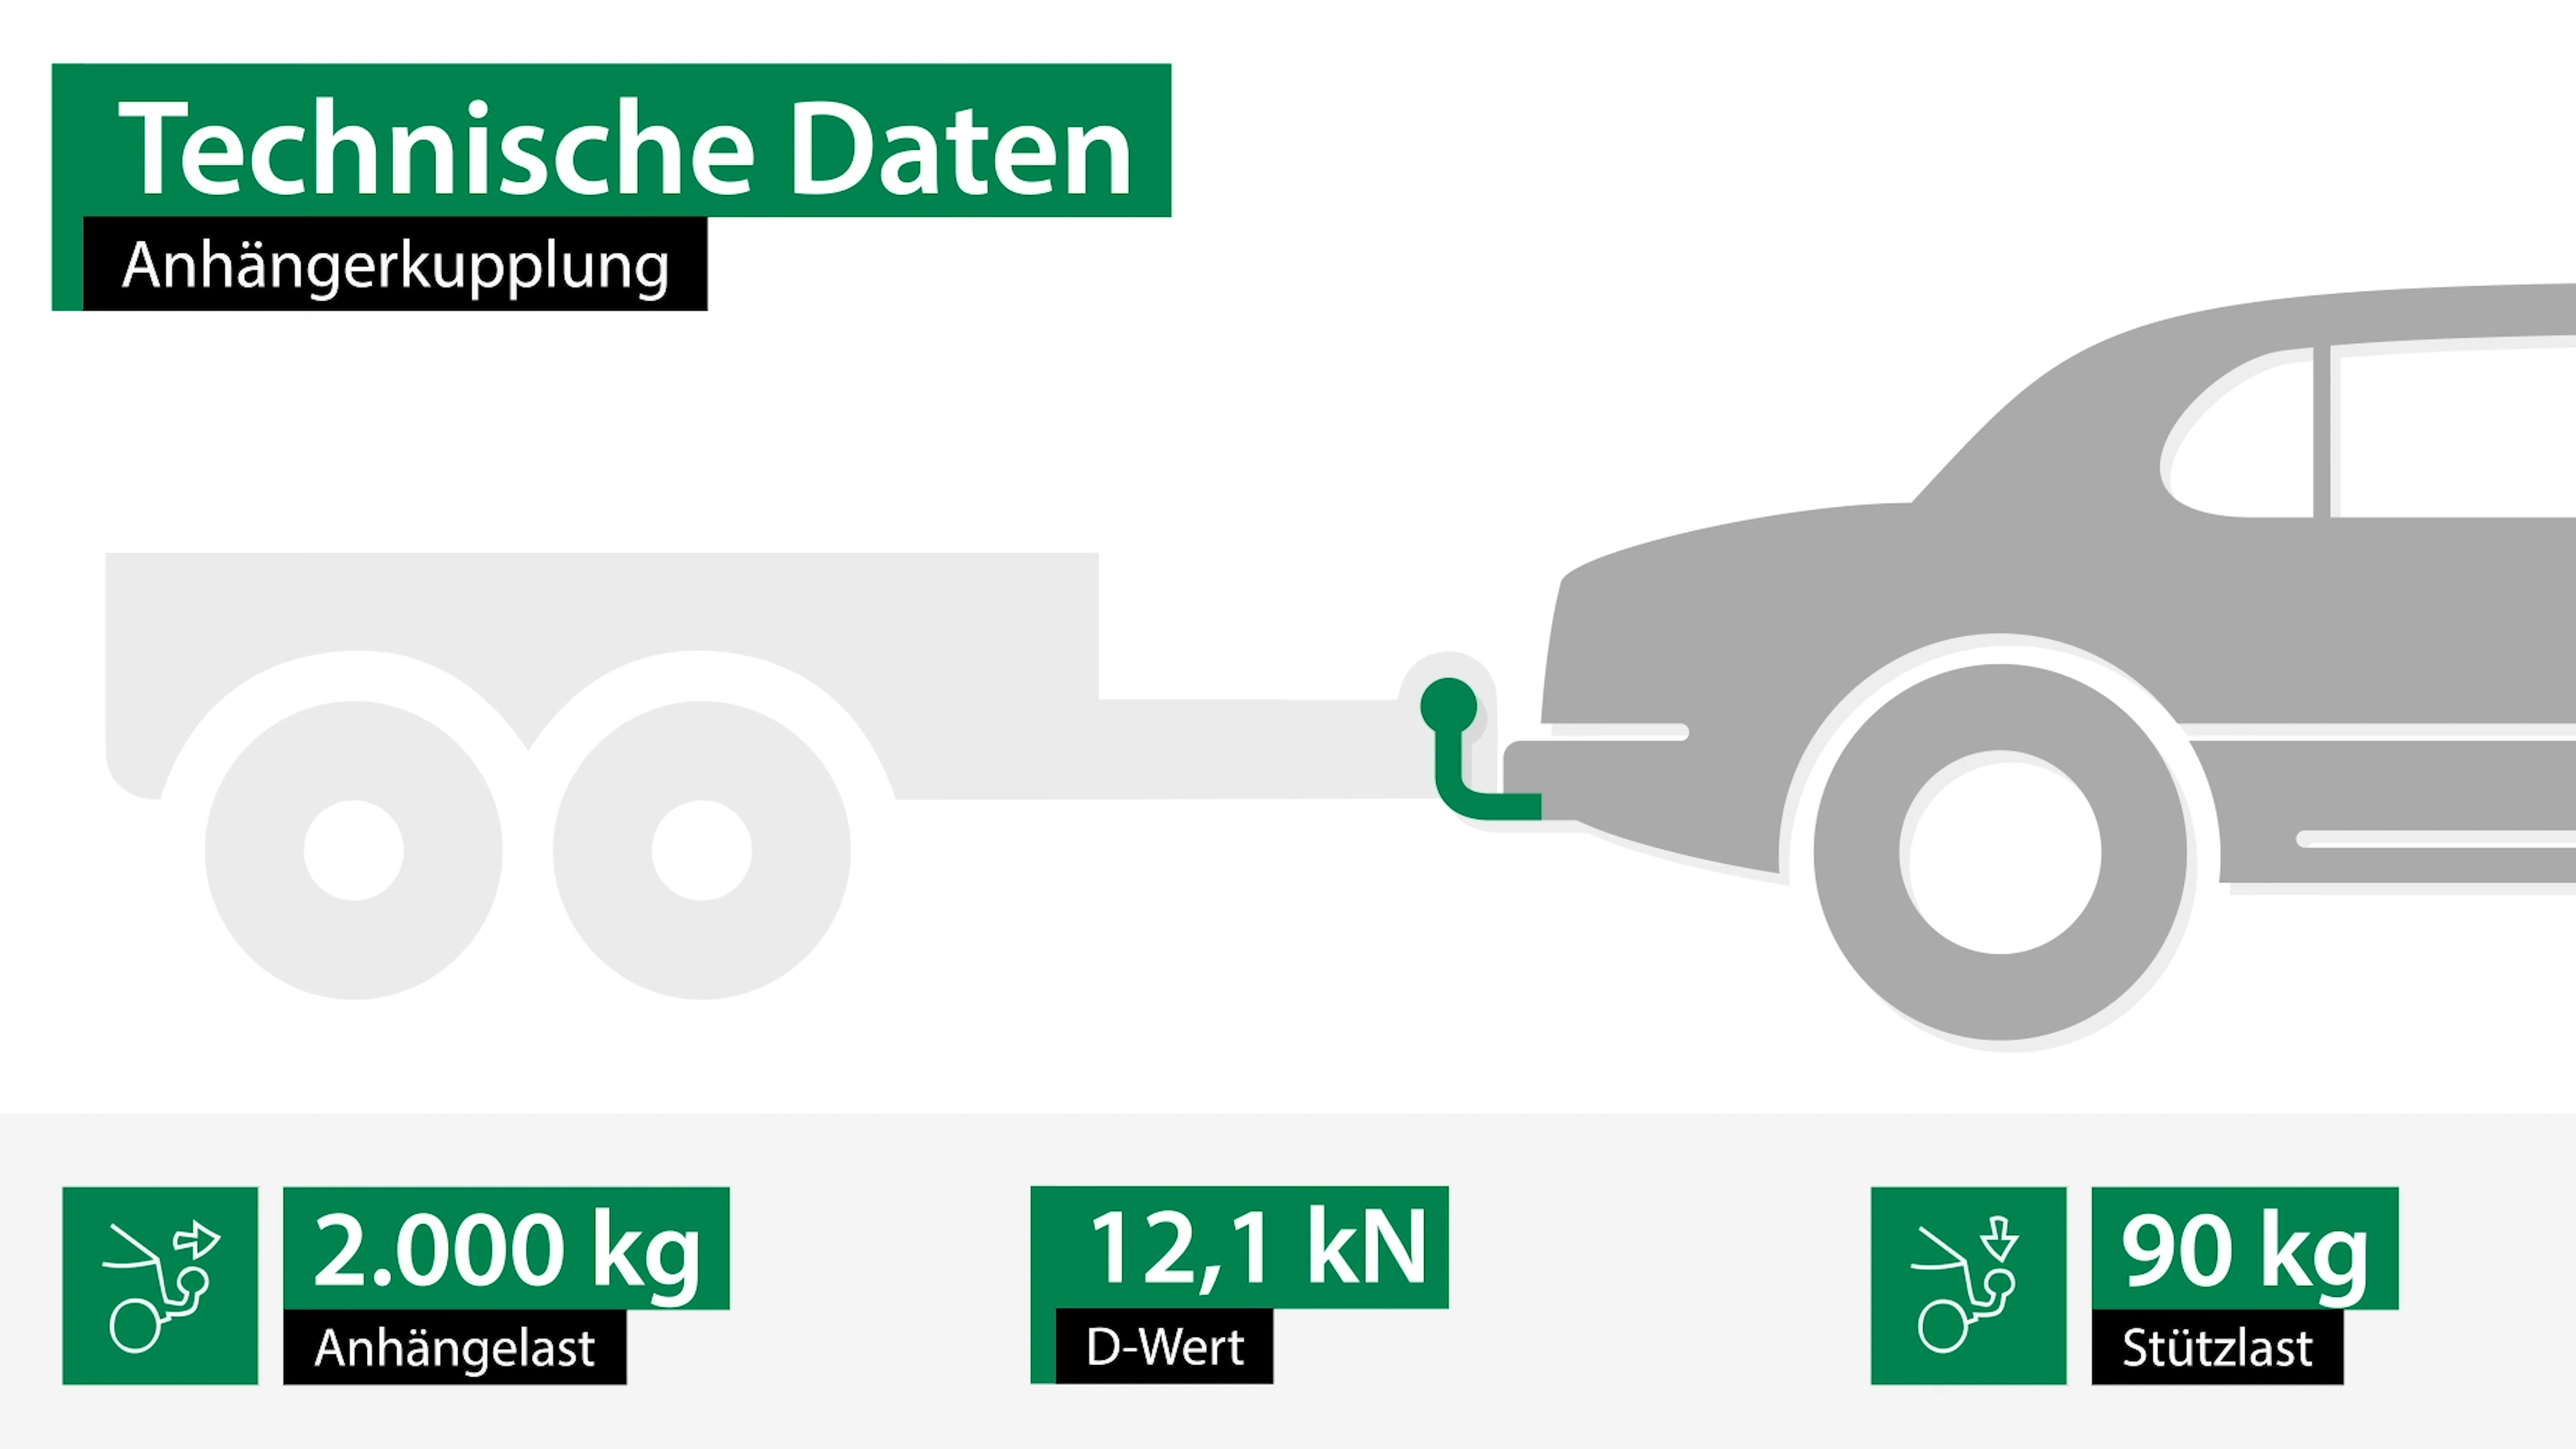 Technische Daten
Anhängerkupplung
2.000 kg
Anhängelast
12,1 kN
D-Wert
90 kg
Stützlast